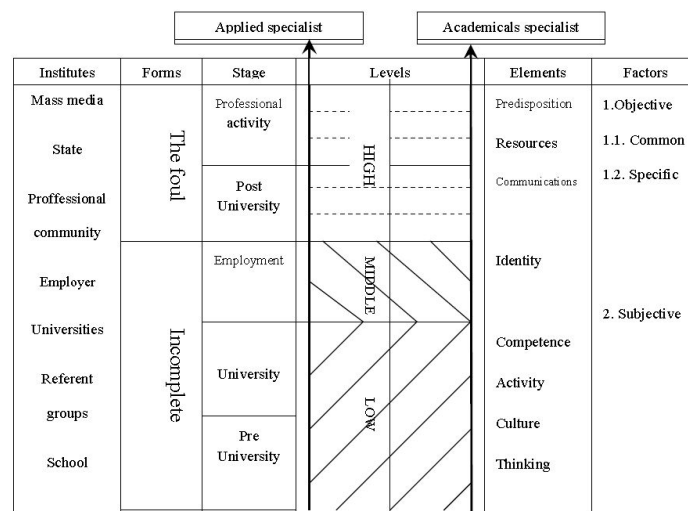 Applied specialist
Academicals specialist
Institutes
Forms
Stage
Levels
Elements
Factors
Mass media
State
Proffessional
community
Employer
Universities
Referent
groups
School
The foul
Incomplete
Professional
activity
Post
University
Employment
University
Pre
University
HIGH
MIDDLE
LOW
Predisposition
Resources
Communications
Identity
Competence
Activity
Culture
Thinking
1.Objective
1.1. Common
1.2. Specific
2. Subjective